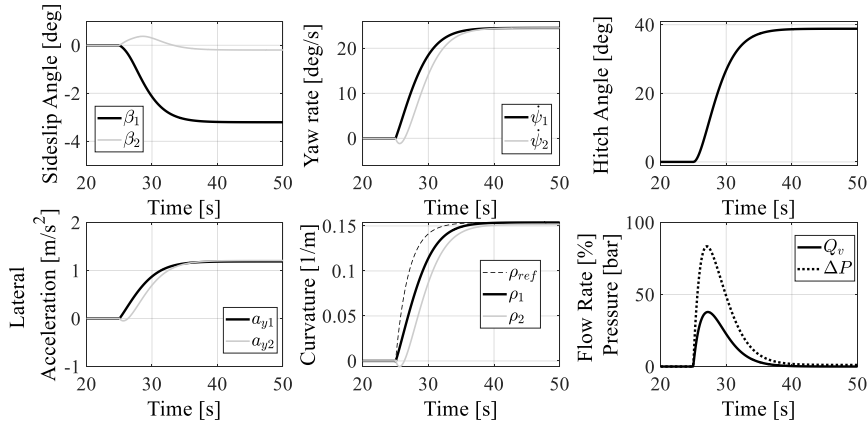 Sideslip Angle [deg]
0
-2
-4
β₁
β₂
20 30 40 50
Time [s]
Yaw rate [deg/s]
20
10
0
ψ̇₁
ψ̇₂
20 30 40 50
Time [s]
Hitch Angle [deg]
40
20
0
20 30 40 50
Time [s]
Lateral
Acceleration [m/s²]
2
1
0
-1
a_y1
a_y2
20 30 40 50
Time [s]
Curvature [1/m]
0.15
0.1
0.05
0
ρ_ref
ρ₁
ρ₂
20 30 40 50
Time [s]
Flow Rate [%]
Pressure [bar]
100
50
0
Q_v
ΔP
20 30 40 50
Time [s]